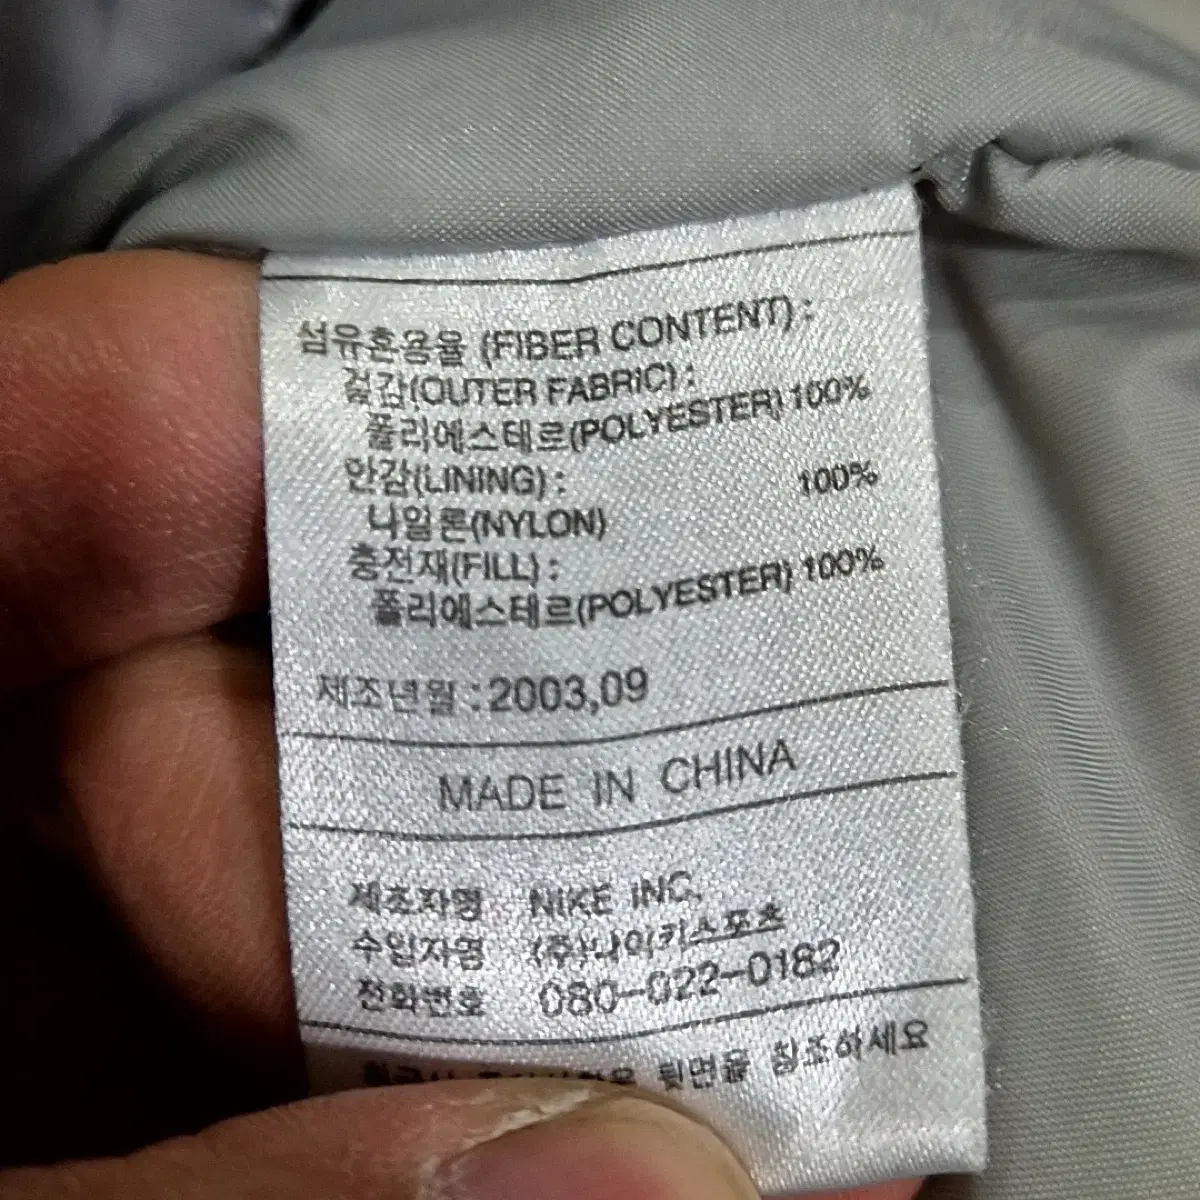 섬유혼용율 (FIBER CONTENT) :
겉감(OUTER FABRIC) :
폴리에스테르(POLYESTER) 100%
안감(LINING) : 100%
나일론(NYLON)
충전재(FILL) :
폴리에스테르(POLYESTER) 100%
제조년월 : 2003,09
MADE IN CHINA
제조자명 NIKE INC.
수입자명 (주)나이키스포츠
전화번호 080-022-0182
뒷면을 참조하세요